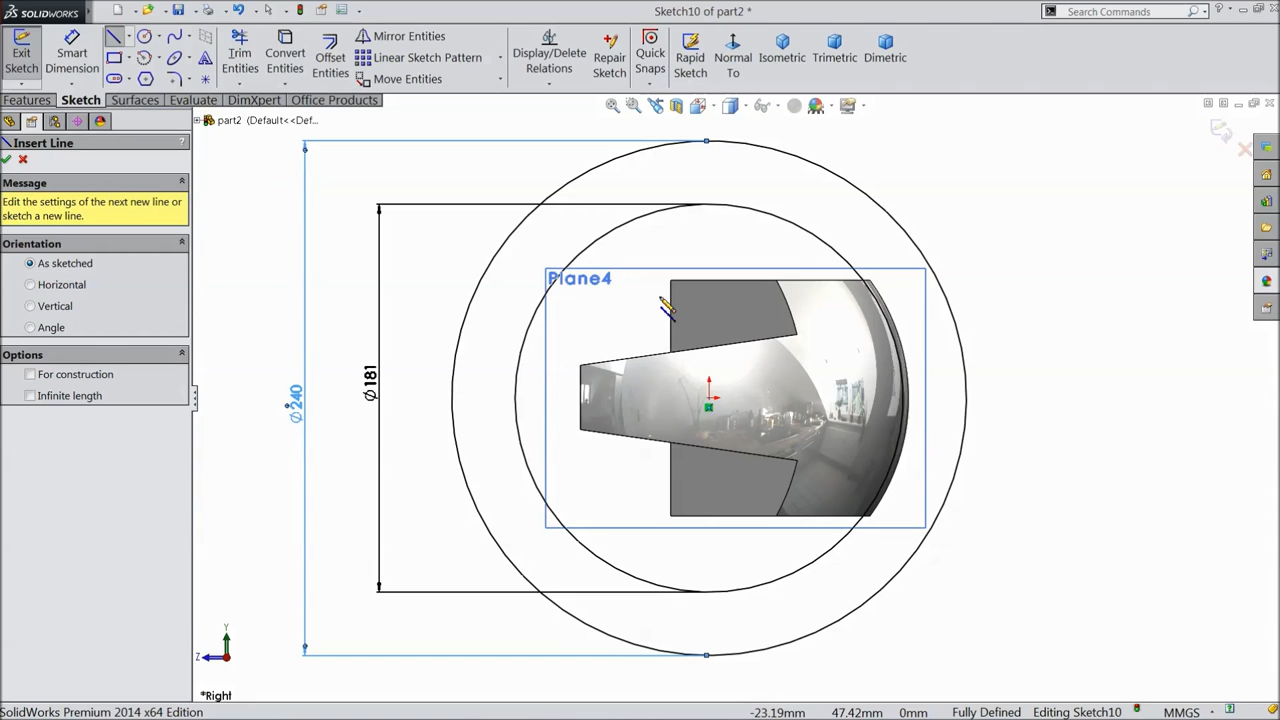 SOLIDWORKS
Sketch10 of part2 *
Search Commands
Exit Sketch
Smart Dimension
Trim Entities
Convert Entities
Offset Entities
Mirror Entities
Linear Sketch Pattern
Move Entities
Display/Delete Relations
Repair Sketch
Quick Snaps
Rapid Sketch
Normal To
Isometric
Trimetric
Dimetric
Features
Sketch
Surfaces
Evaluate
DimXpert
Office Products
part2 (Default<<Def...
Insert Line
?
Message
Edit the settings of the next new line or
sketch a new line.
Orientation
As sketched
Horizontal
Vertical
Angle
Options
For construction
Infinite length
Plane4
Ø240
Ø181
Y
Z
*Right
SolidWorks Premium 2014 x64 Edition
-23.19mm
47.42mm
0mm
Fully Defined
Editing Sketch10
MMGS